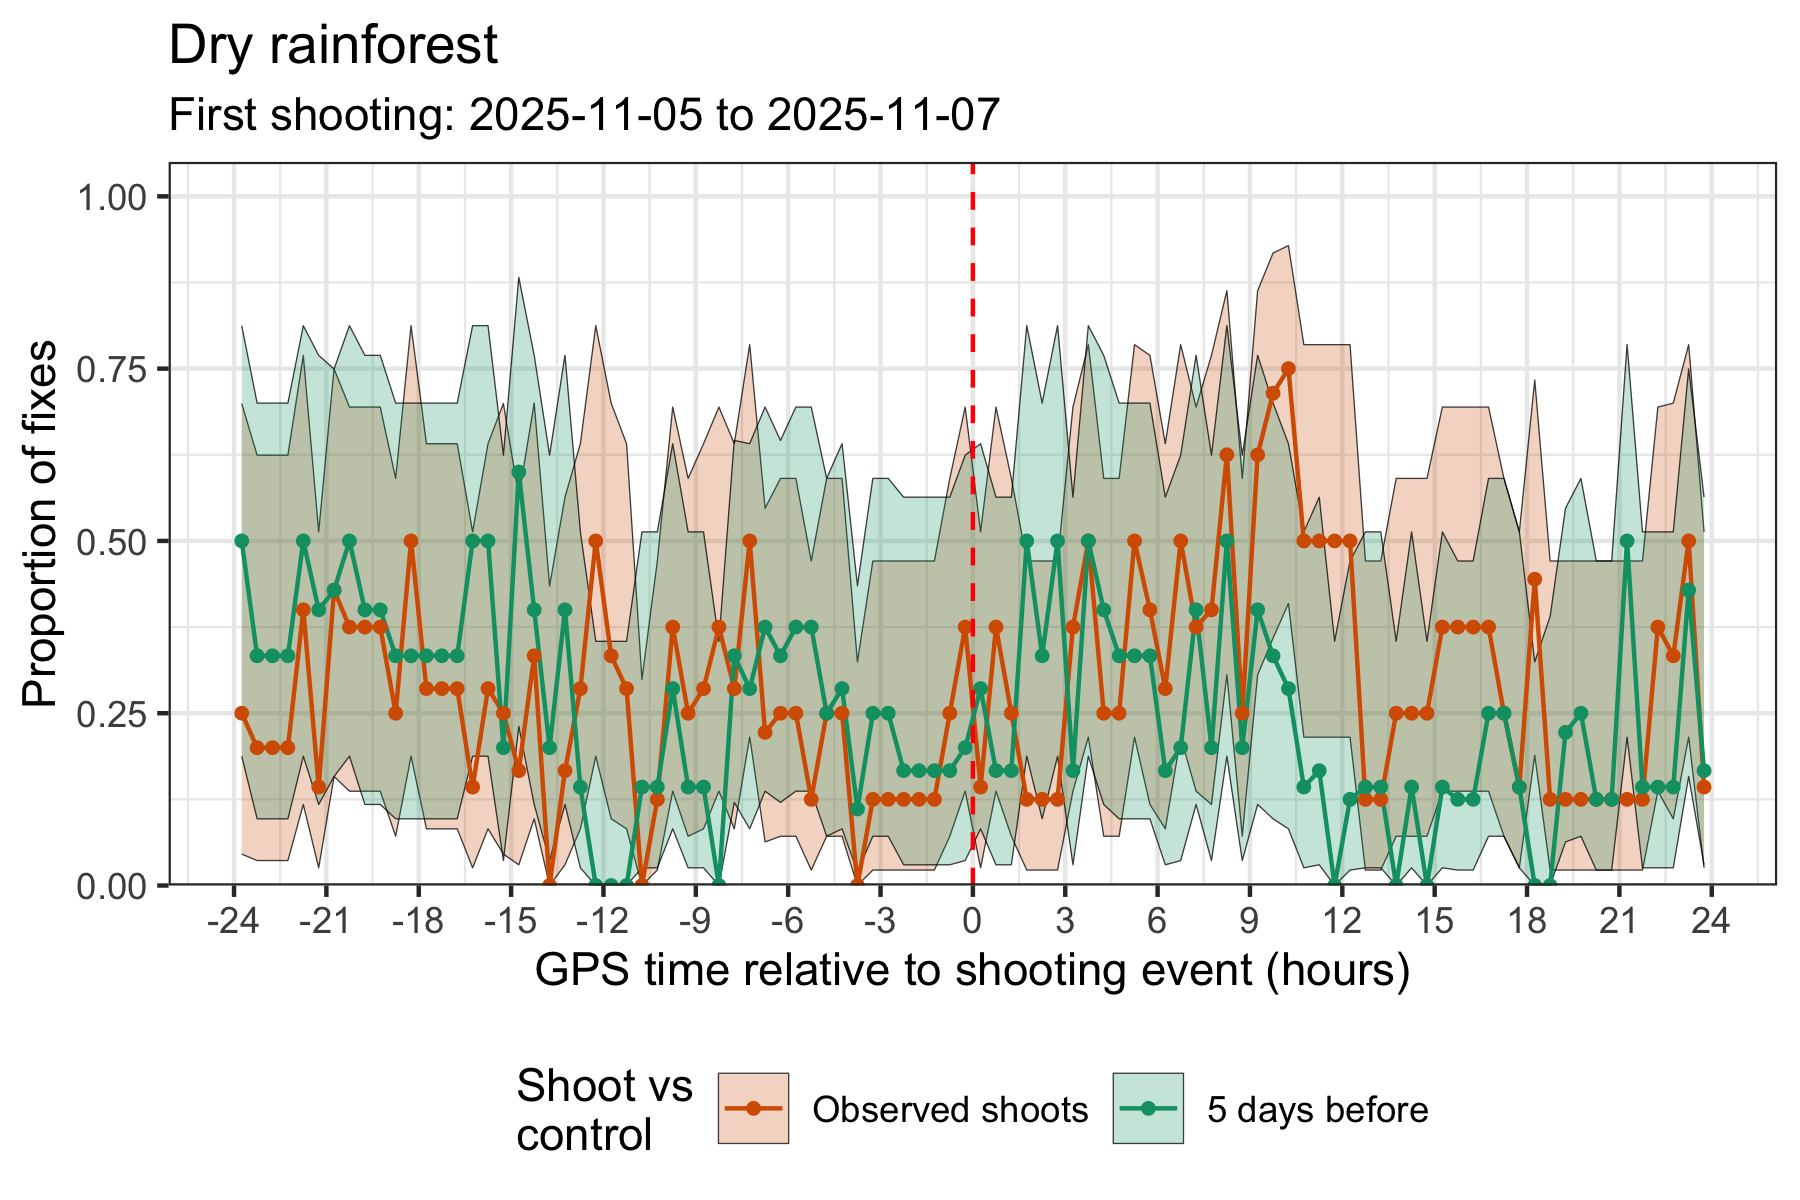 Dry rainforest
First shooting: 2025-11-05 to 2025-11-07
Proportion of fixes
1.00
0.75
0.50
0.25
0.00
-24 -21 -18 -15 -12 -9 -6 -3 0 3 6 9 12 15 18 21 24
GPS time relative to shooting event (hours)
Shoot vs
control
Observed shoots
5 days before